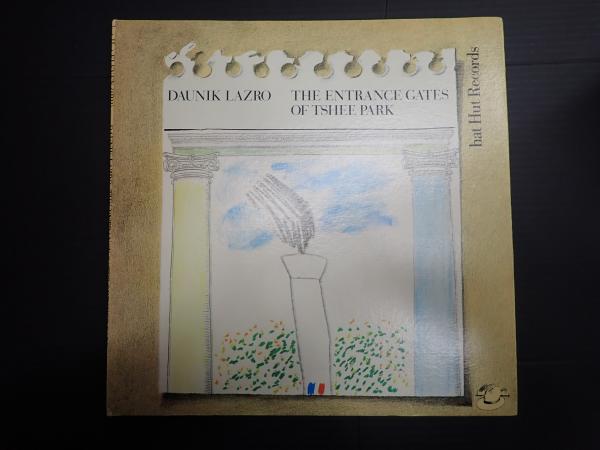 DAUNIK LAZRO
THE ENTRANCE GATES
OF TSHEE PARK
hat Hut Records